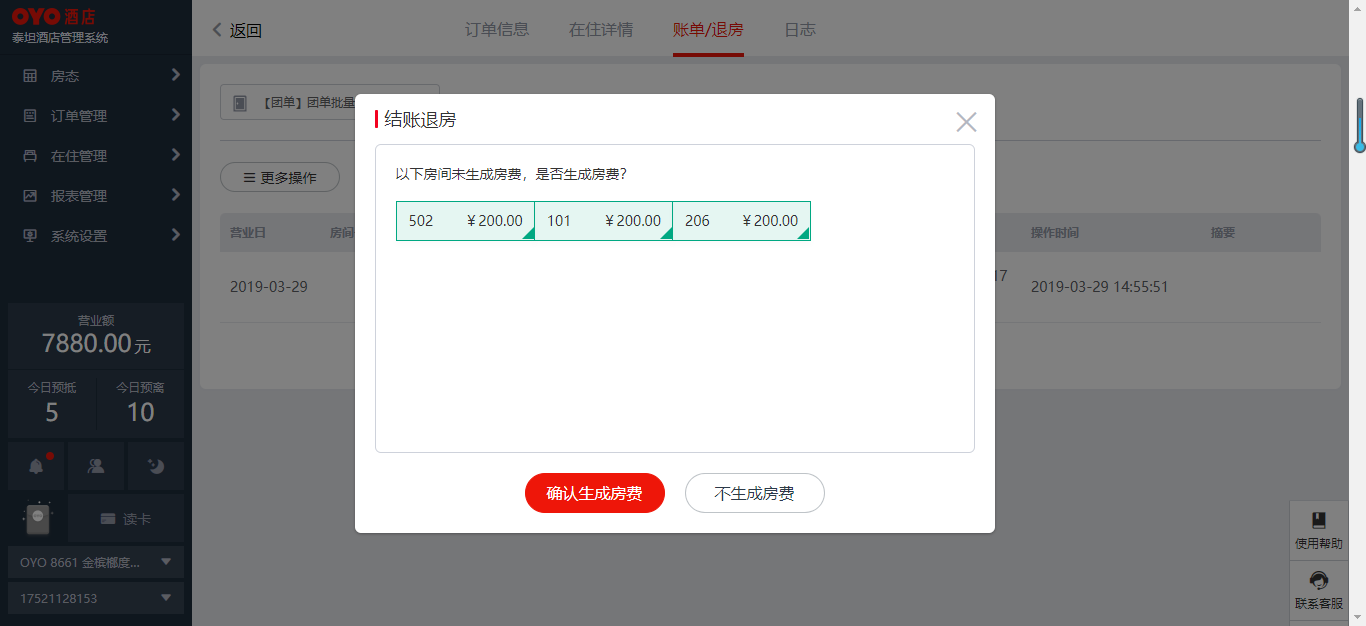 OYO 酒店
泰坦酒店管理系统
房态
订单管理
在住管理
报表管理
系统设置
营业额
7880.00元
今日预抵
今日预离
5
10
读卡
OYO 8661 金槟榔度...
17521128153
返回
订单信息
在住详情
账单/退房
日志
【团单】团单批量
更多操作
营业日
房间
操作时间
摘要
2019-03-29
17
2019-03-29 14:55:51
结账退房
以下房间未生成房费，是否生成房费？
502
￥200.00
101
￥200.00
206
￥200.00
确认生成房费
不生成房费
使用帮助
联系客服